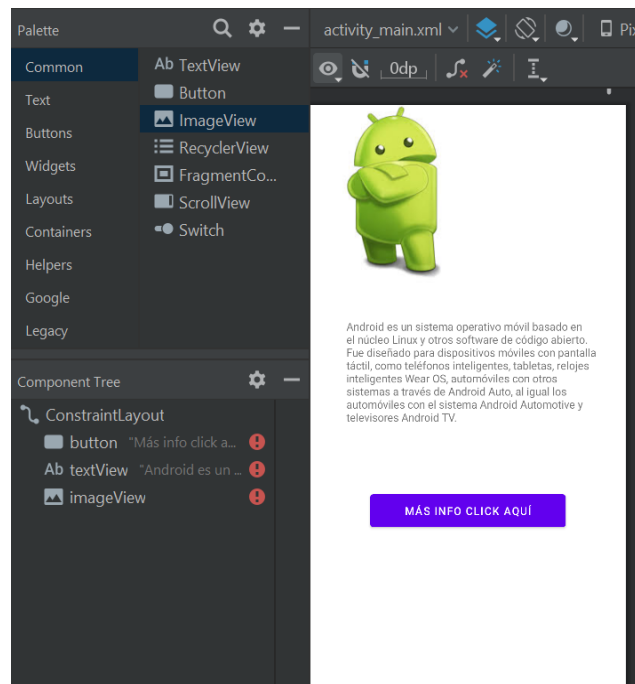 Palette
activity_main.xml
Common
Text
Buttons
Widgets
Layouts
Containers
Helpers
Google
Legacy
Ab TextView
Button
ImageView
RecyclerView
FragmentCo...
ScrollView
Switch
0dp
Component Tree
ConstraintLayout
button "Más info click a...
Ab textView "Android es un ...
imageView
Android es un sistema operativo móvil basado en
el núcleo Linux y otros software de código abierto.
Fue diseñado para dispositivos móviles con pantalla
táctil, como teléfonos inteligentes, tabletas, relojes
inteligentes Wear OS, automóviles con otros
sistemas a través de Android Auto, al igual los
automóviles con el sistema Android Automotive y
televisores Android TV.
MÁS INFO CLICK AQUÍ